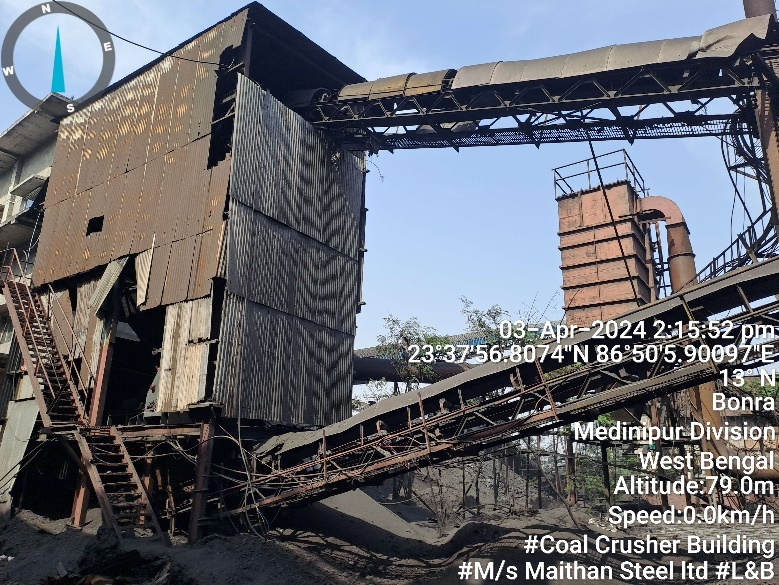 N
W E
S
03-Apr-2024 2:15:52 pm
23°37'56.8074"N 86°50'5.90097"E
13° N
Bonra
Medinipur Division
West Bengal
Altitude:79.0m
Speed:0.0km/h
#Coal Crusher Building
#M/s Maithan Steel ltd #L&B